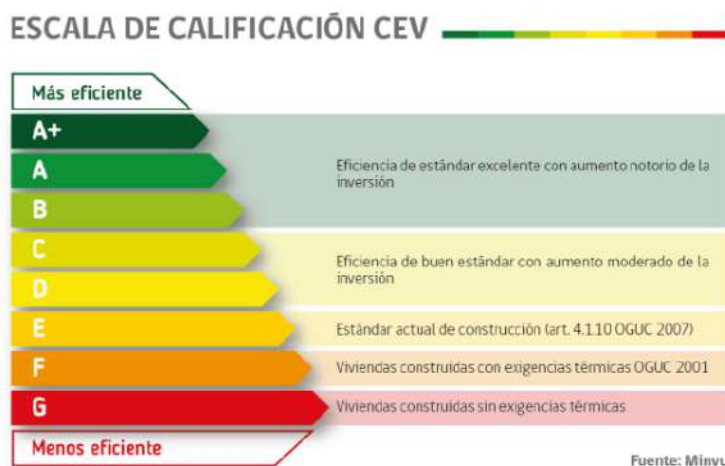 ESCALA DE CALIFICACIÓN CEV
Más eficiente
A+
A
Eficiencia de estándar excelente con aumento notorio de la
inversión
B
C
Eficiencia de buen estándar con aumento moderado de la
inversión
D
E
Estándar actual de construcción (art. 4.1.10 OGUC 2007)
F
Viviendas construidas con exigencias térmicas OGUC 2001
G
Viviendas construidas sin exigencias térmicas
Menos eficiente
Fuente: Minvu